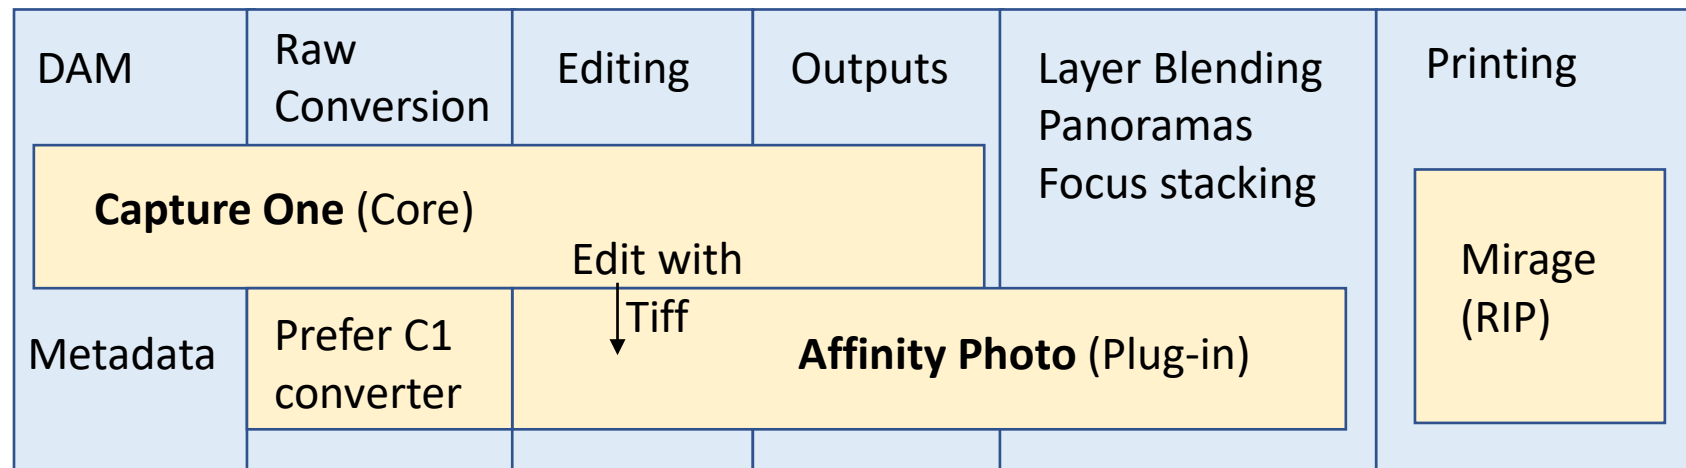 DAM
Raw
Conversion
Editing
Outputs
Layer Blending
Panoramas
Focus stacking
Printing
Capture One (Core)
Edit with
Tiff
Metadata
Prefer C1
converter
Affinity Photo (Plug-in)
Mirage
(RIP)